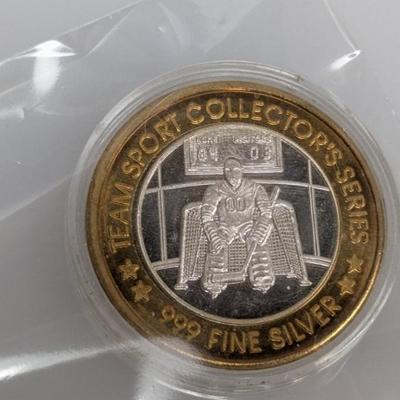 TEAM SPORT COLLECTOR'S SERIES
00
.999 FINE SILVER